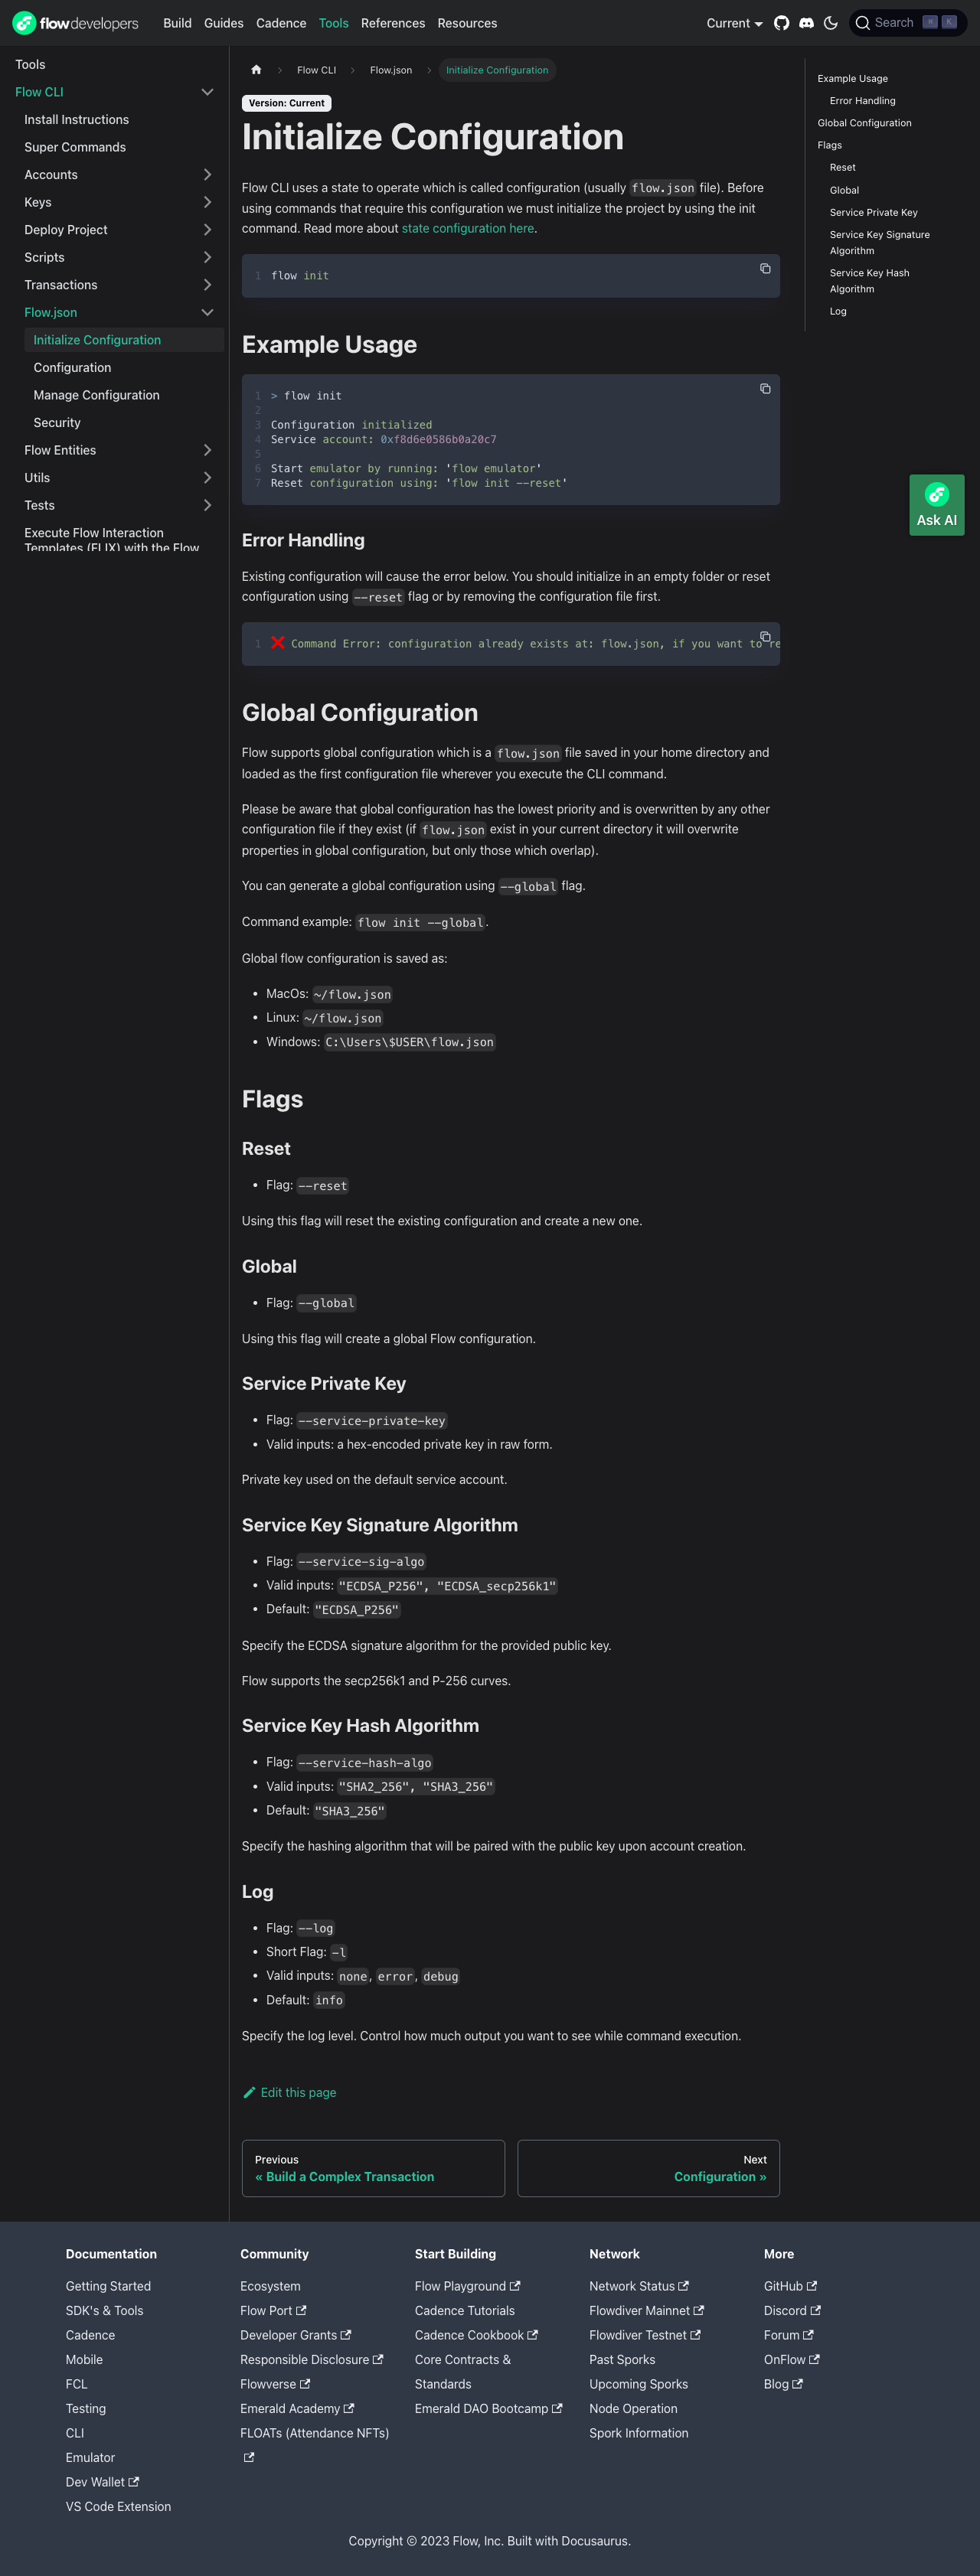 flowdevelopers Build Guides Cadence Tools References Resources Current Search ⌘ K
Tools
Flow CLI
Install Instructions
Super Commands
Accounts
Keys
Deploy Project
Scripts
Transactions
Flow.json
Initialize Configuration
Configuration
Manage Configuration
Security
Flow Entities
Utils
Tests
Execute Flow Interaction
Templates (FLIX) with the Flow
Flow CLI Flow.json Initialize Configuration
Version: Current
Initialize Configuration
Flow CLI uses a state to operate which is called configuration (usually flow.json file). Before
using commands that require this configuration we must initialize the project by using the init
command. Read more about state configuration here.
1 flow init
Example Usage
1 > flow init
2
3 Configuration initialized
4 Service account: 0xf8d6e0586b0a20c7
5
6 Start emulator by running: 'flow emulator'
7 Reset configuration using: 'flow init --reset'
Error Handling
Existing configuration will cause the error below. You should initialize in an empty folder or reset
configuration using --reset flag or by removing the configuration file first.
1 ❌ Command Error: configuration already exists at: flow.json, if you want to re
Global Configuration
Flow supports global configuration which is a flow.json file saved in your home directory and
loaded as the first configuration file wherever you execute the CLI command.
Please be aware that global configuration has the lowest priority and is overwritten by any other
configuration file if they exist (if flow.json exist in your current directory it will overwrite
properties in global configuration, but only those which overlap).
You can generate a global configuration using --global flag.
Command example: flow init --global.
Global flow configuration is saved as:
• MacOs: ~/flow.json
• Linux: ~/flow.json
• Windows: C:\Users\$USER\flow.json
Flags
Reset
• Flag: --reset
Using this flag will reset the existing configuration and create a new one.
Global
• Flag: --global
Using this flag will create a global Flow configuration.
Service Private Key
• Flag: --service-private-key
• Valid inputs: a hex-encoded private key in raw form.
Private key used on the default service account.
Service Key Signature Algorithm
• Flag: --service-sig-algo
• Valid inputs: "ECDSA_P256", "ECDSA_secp256k1"
• Default: "ECDSA_P256"
Specify the ECDSA signature algorithm for the provided public key.
Flow supports the secp256k1 and P-256 curves.
Service Key Hash Algorithm
• Flag: --service-hash-algo
• Valid inputs: "SHA2_256", "SHA3_256"
• Default: "SHA3_256"
Specify the hashing algorithm that will be paired with the public key upon account creation.
Log
• Flag: --log
• Short Flag: -l
• Valid inputs: none, error, debug
• Default: info
Specify the log level. Control how much output you want to see while command execution.
Edit this page
Previous
« Build a Complex Transaction
Next
Configuration »
Example Usage
Error Handling
Global Configuration
Flags
Reset
Global
Service Private Key
Service Key Signature
Algorithm
Service Key Hash
Algorithm
Log
Ask AI
Documentation
Getting Started
SDK's & Tools
Cadence
Mobile
FCL
Testing
CLI
Emulator
Dev Wallet
VS Code Extension
Community
Ecosystem
Flow Port
Developer Grants
Responsible Disclosure
Flowverse
Emerald Academy
FLOATs (Attendance NFTs)
Start Building
Flow Playground
Cadence Tutorials
Cadence Cookbook
Core Contracts &
Standards
Emerald DAO Bootcamp
Network
Network Status
Flowdiver Mainnet
Flowdiver Testnet
Past Sporks
Upcoming Sporks
Node Operation
Spork Information
More
GitHub
Discord
Forum
OnFlow
Blog
Copyright © 2023 Flow, Inc. Built with Docusaurus.